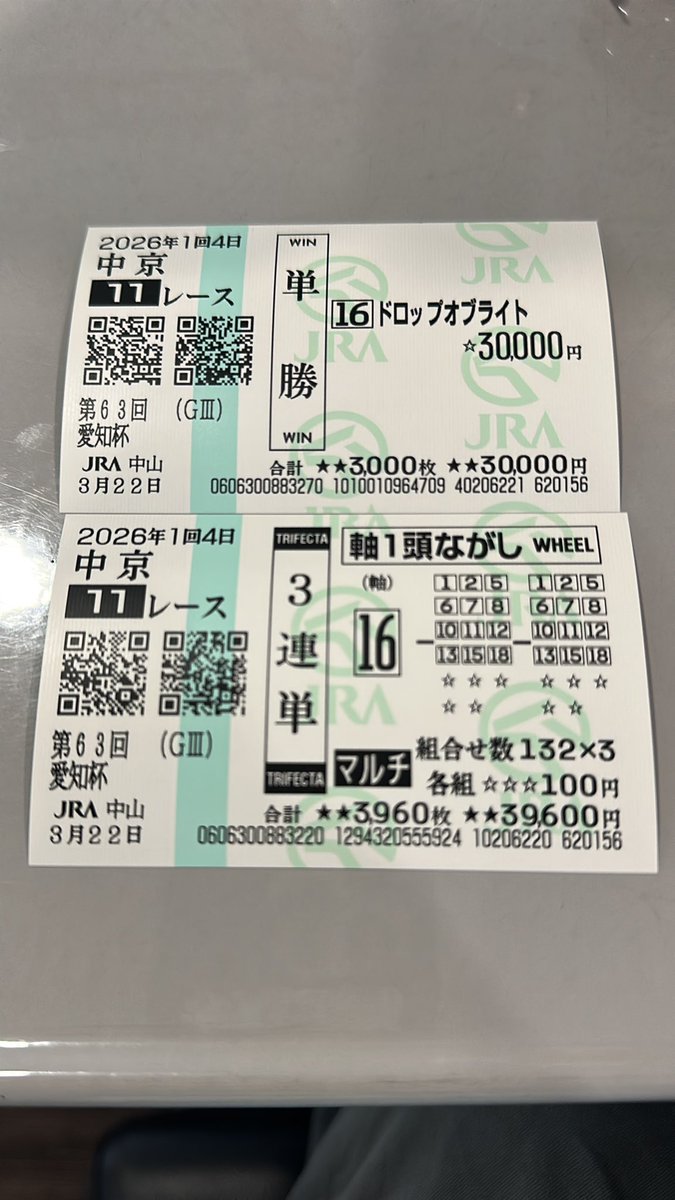 2026年1回4日
中京
11レース
第63回 (GⅢ)
愛知杯
JRA 中山
3月22日
WIN
単勝
WIN
16ドロップオブライト
☆30,000円
合計 ★★3,000枚 ★★30,000円
0606300883270 1010010964709 40206221 620156
JRA
JRA
JRA
2026年1回4日
中京
11レース
第63回 (GⅢ)
愛知杯
JRA 中山
3月22日
TRIFECTA
3連単
TRIFECTA
軸1頭ながし WHEEL
(軸)
16
1 2 5 1 2 5
6 7 8 6 7 8
10 11 12 10 11 12
13 15 18 13 15 18
☆ ☆ ☆ ☆ ☆
☆ ☆ ☆ ☆
マルチ
組合せ数132×3
各組 ☆☆☆100円
合計 ★★3,960枚 ★★39,600円
0606300883220 1294320555924 10206220 620156
JRA